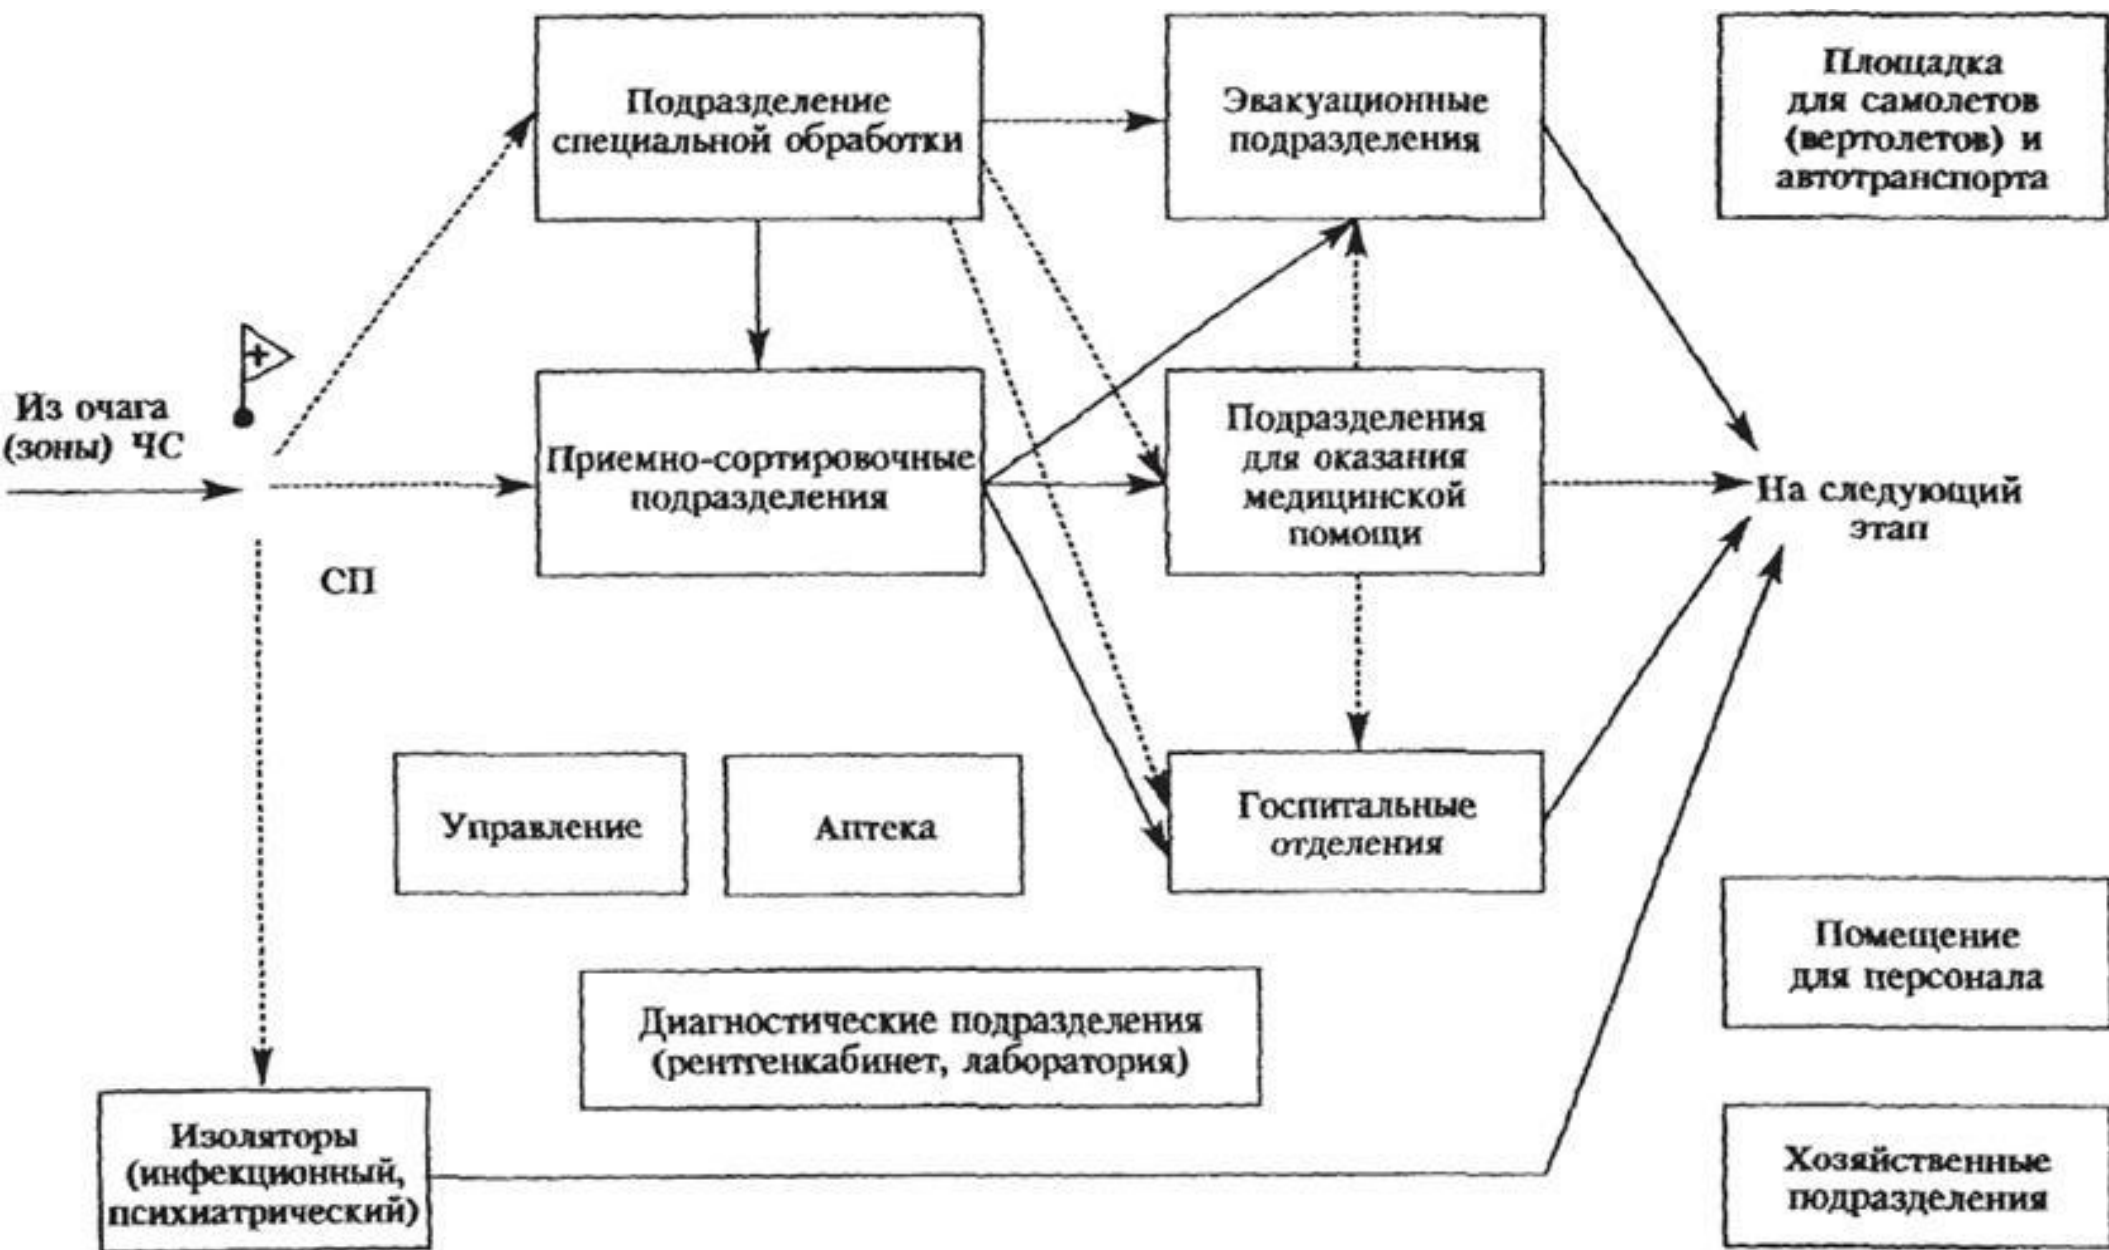 Подразделение
специальной обработки
Эвакуационные
подразделения
Площадка
для самолетов
(вертолетов) и
автотранспорта
Из очага
(зоны) ЧС
Приемно-сортировочные
подразделения
Подразделения
для оказания
медицинской
помощи
На следующий
этап
СП
Управление
Аптека
Госпитальные
отделения
Помещение
для персонала
Диагностические подразделения
(рентгенкабинет, лаборатория)
Изоляторы
(инфекционный,
психиатрический)
Хозяйственные
подразделения